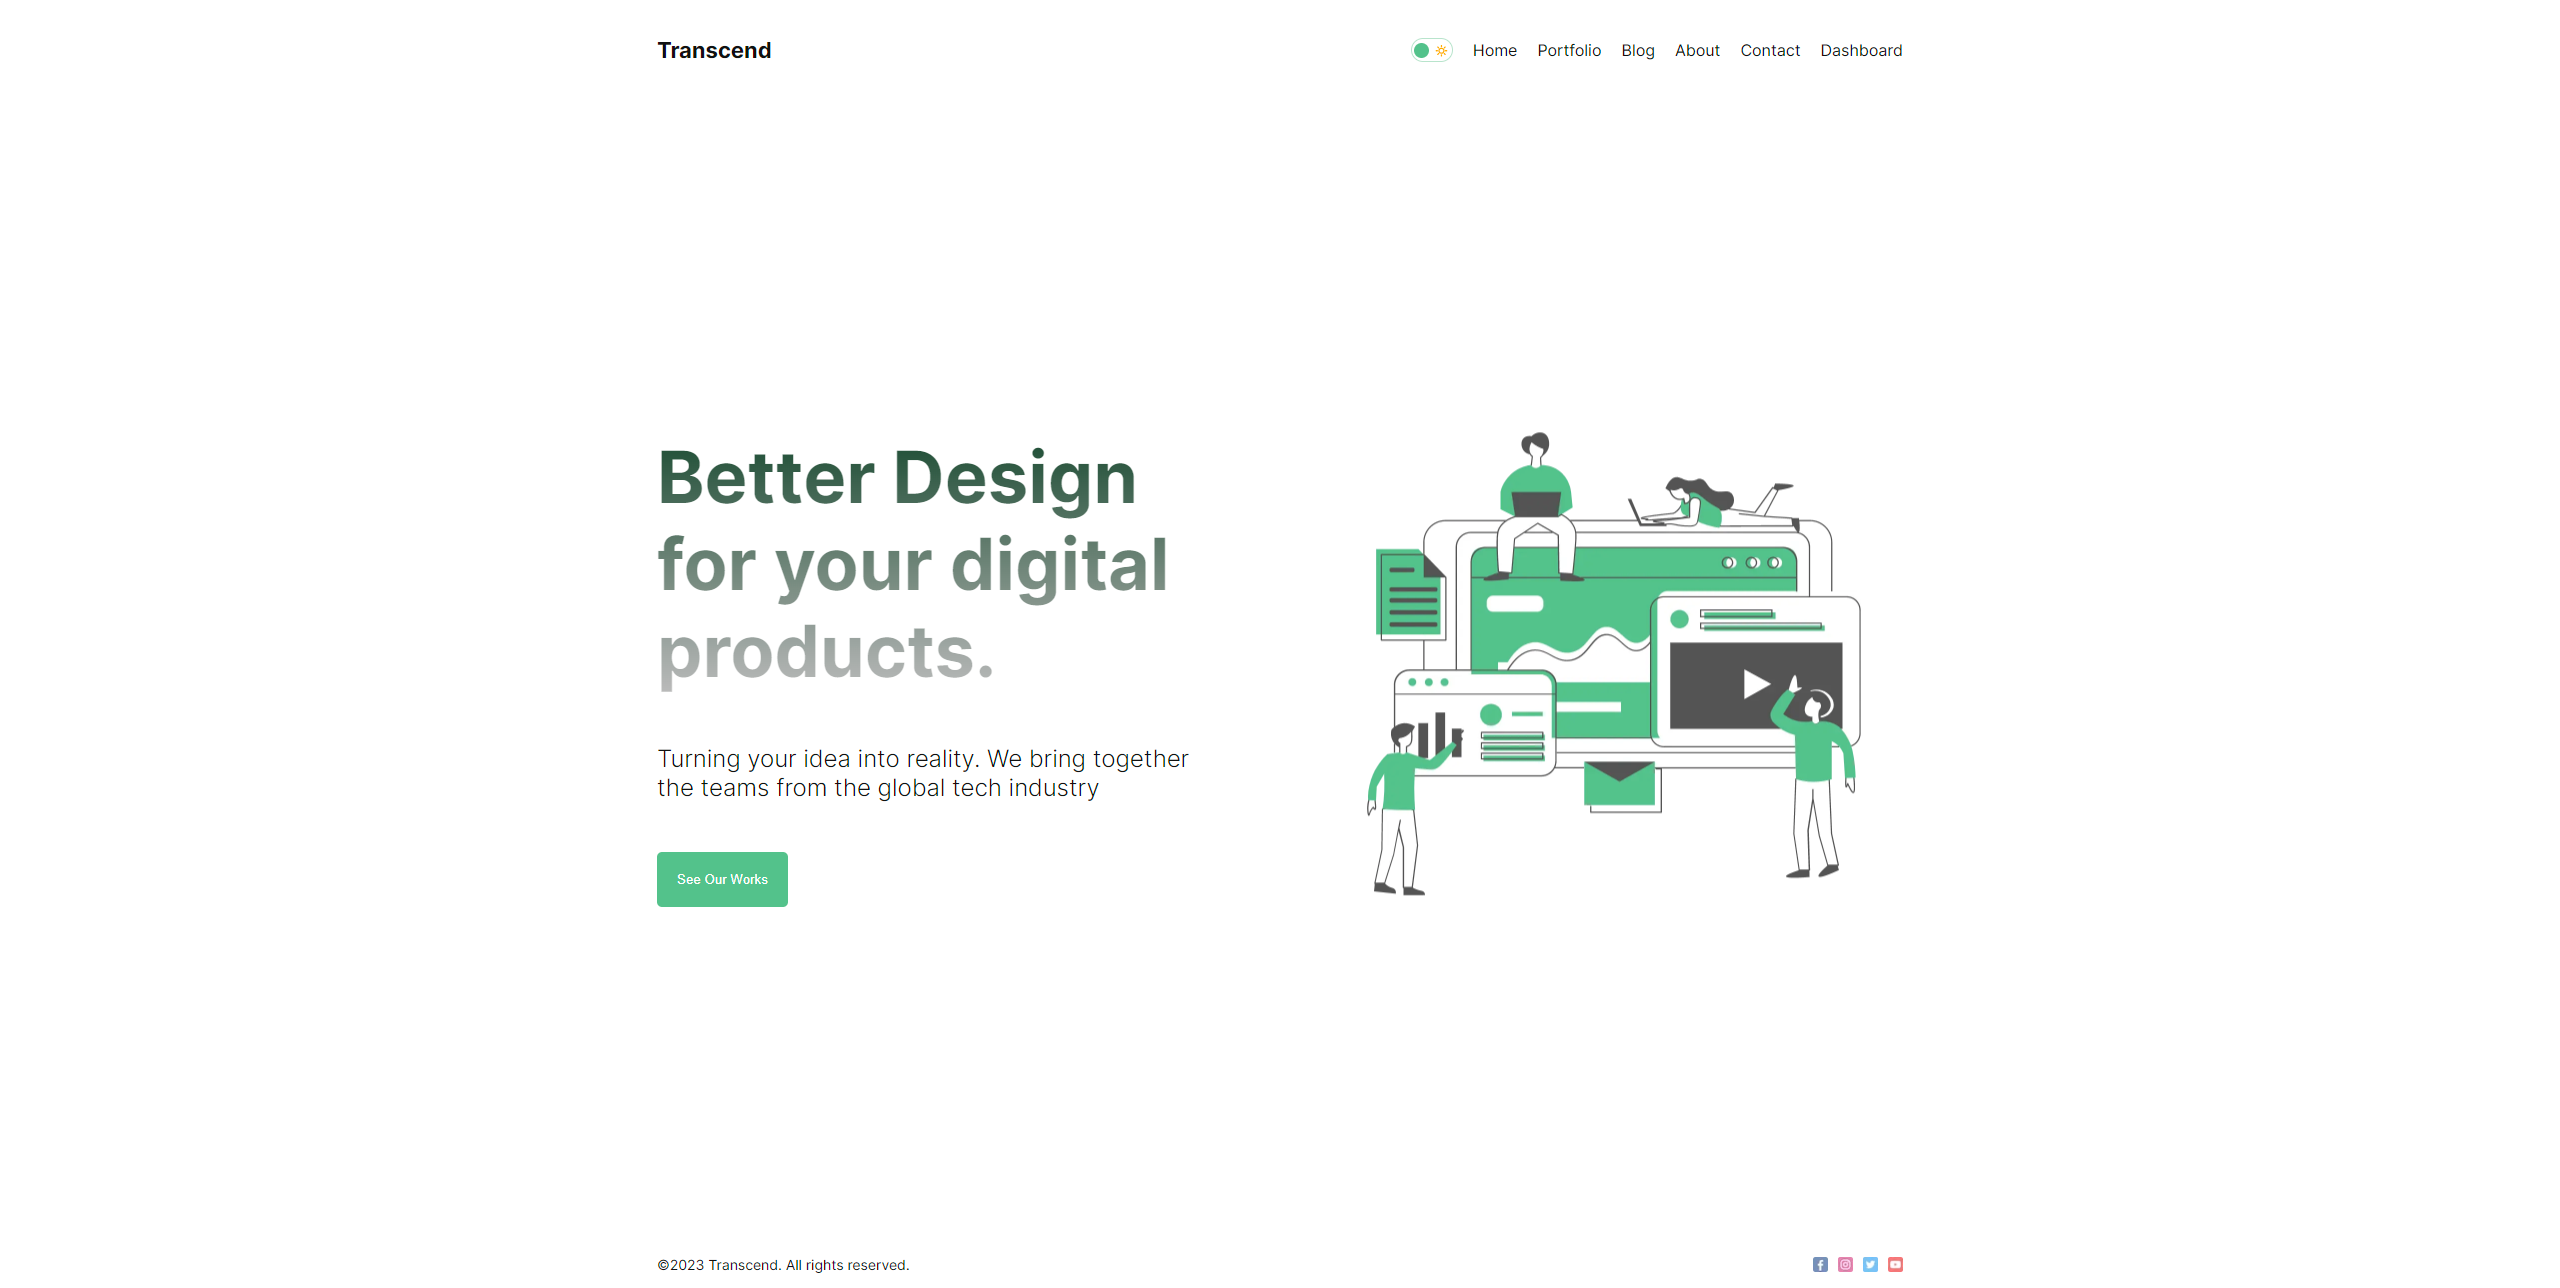 Transcend
Home Portfolio Blog About Contact Dashboard
Better Design
for your digital
products.
Turning your idea into reality. We bring together
the teams from the global tech industry
See Our Works
©2023 Transcend. All rights reserved.